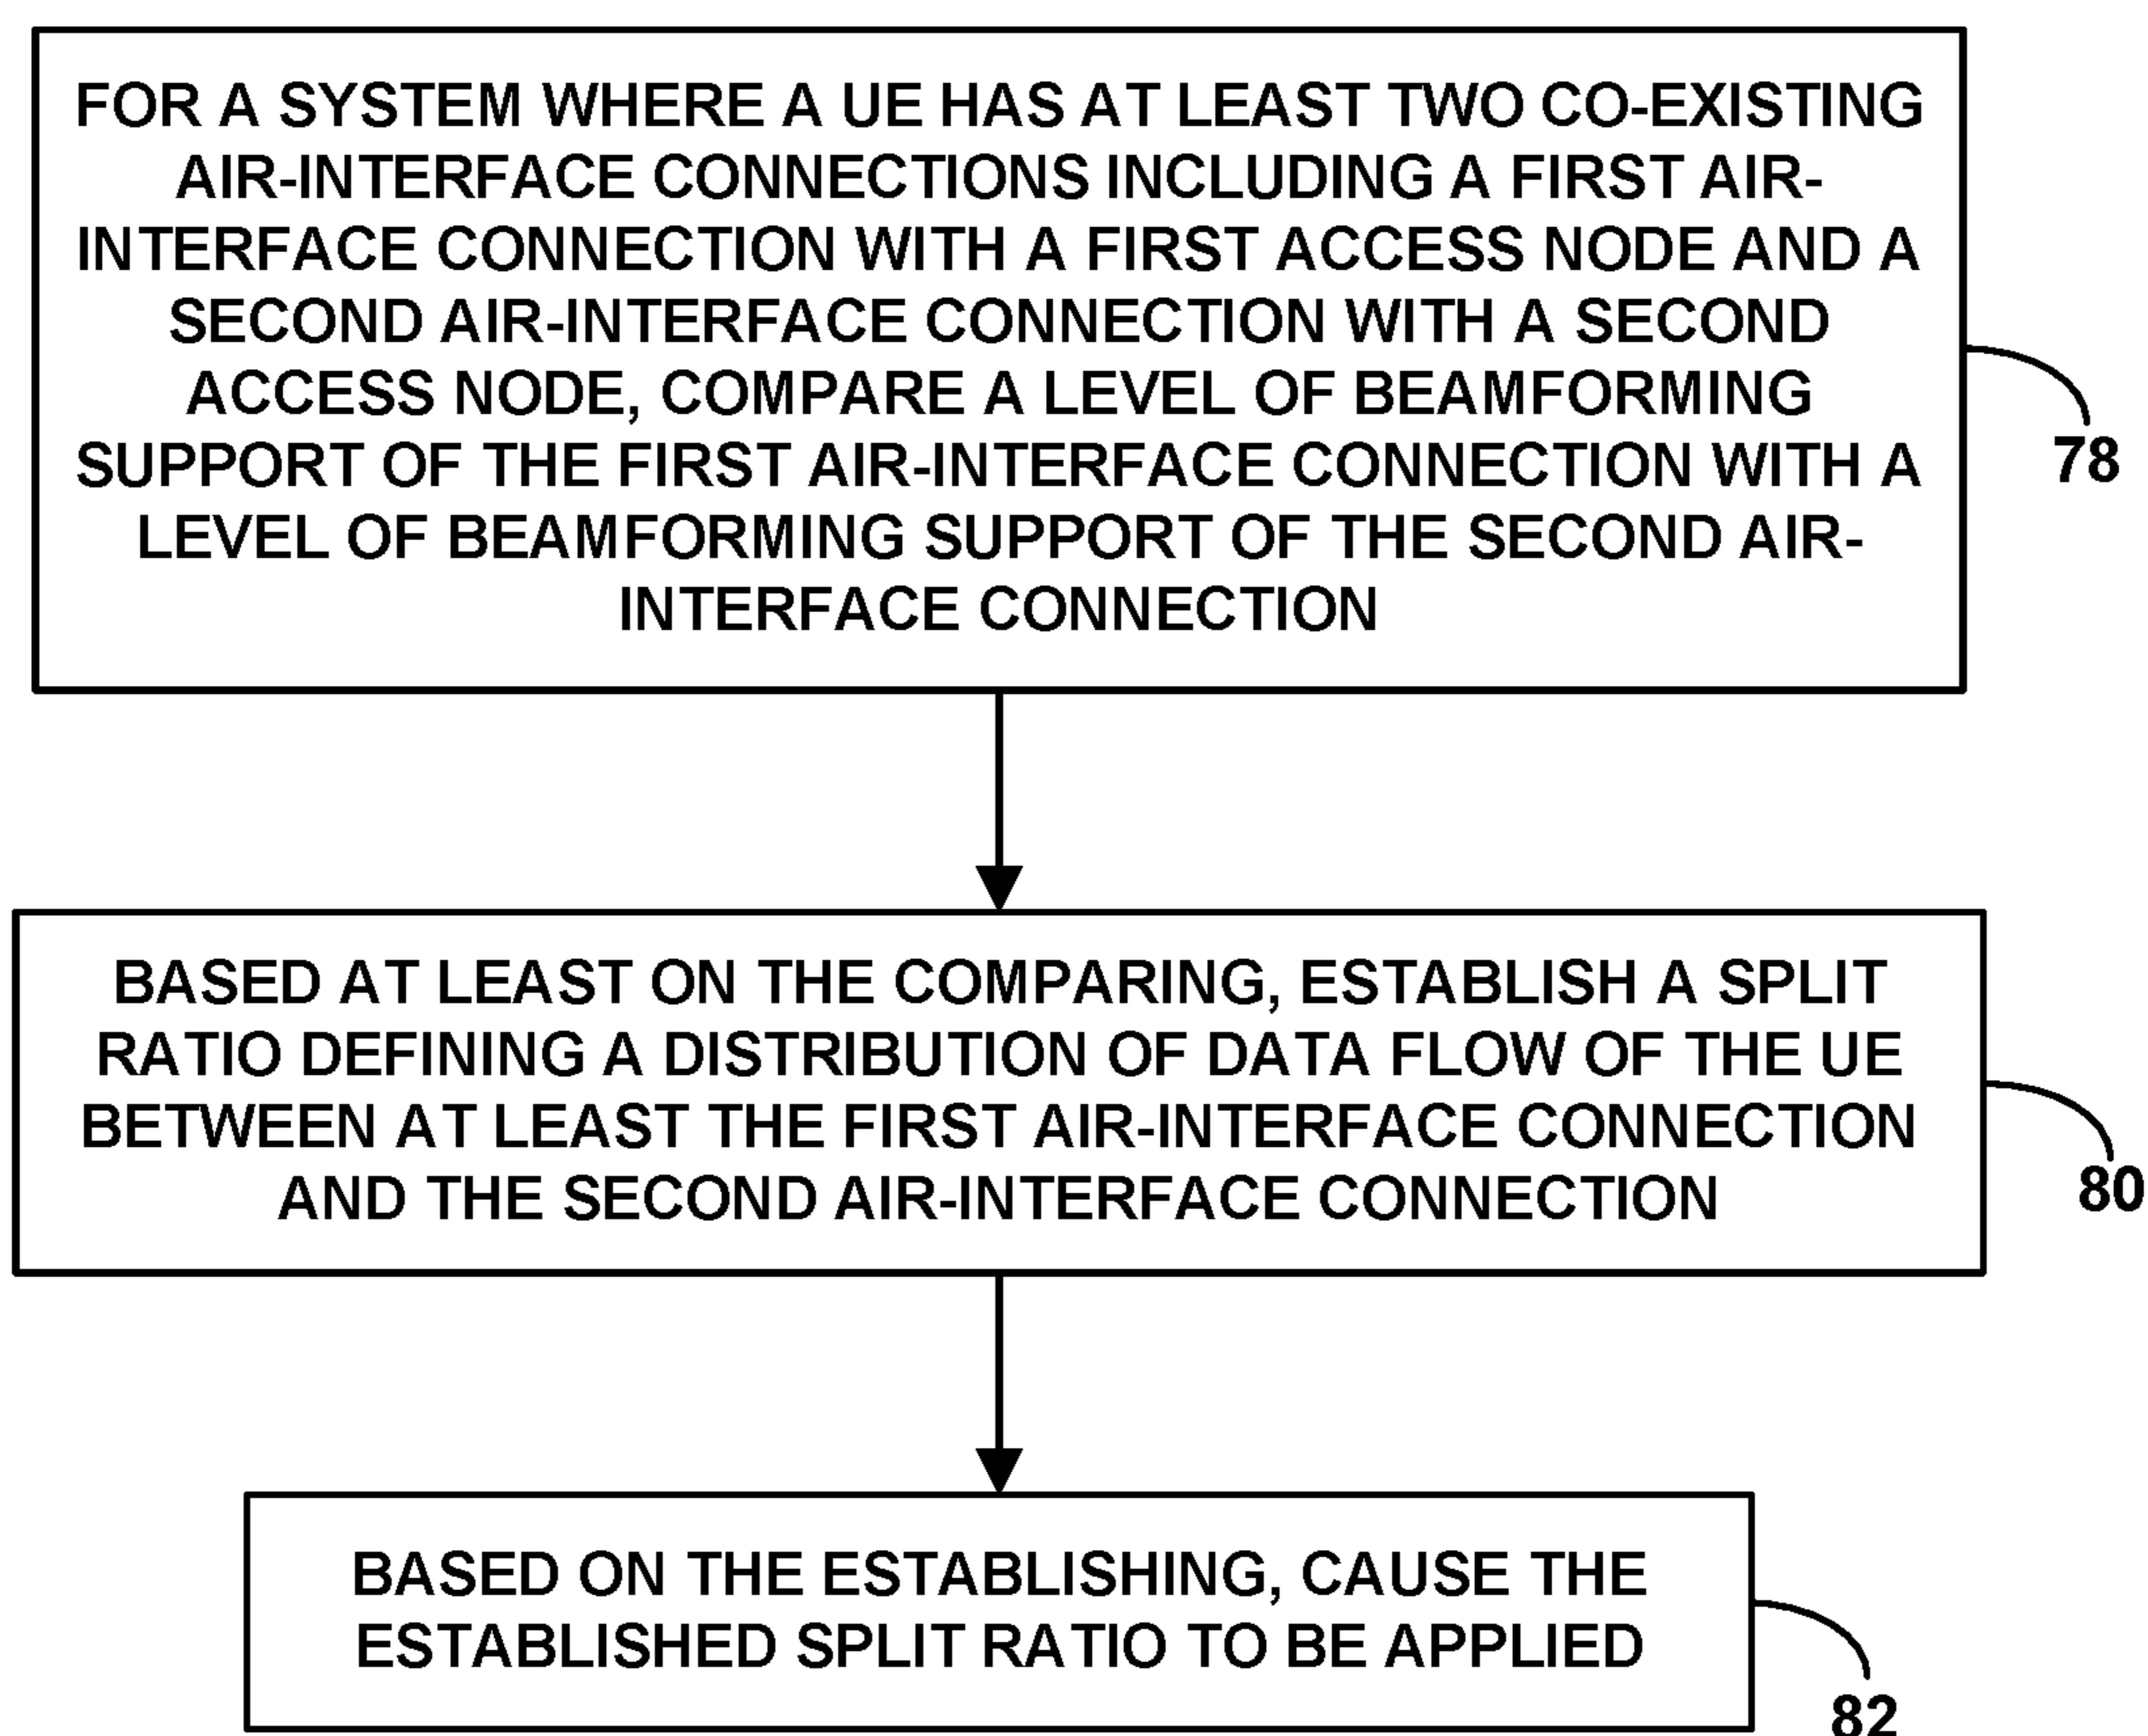 FOR A SYSTEM WHERE A UE HAS AT LEAST TWO CO-EXISTING
AIR-INTERFACE CONNECTIONS INCLUDING A FIRST AIR-
INTERFACE CONNECTION WITH A FIRST ACCESS NODE AND A
SECOND AIR-INTERFACE CONNECTION WITH A SECOND
ACCESS NODE, COMPARE A LEVEL OF BEAMFORMING
SUPPORT OF THE FIRST AIR-INTERFACE CONNECTION WITH A
LEVEL OF BEAMFORMING SUPPORT OF THE SECOND AIR-
INTERFACE CONNECTION
78
BASED AT LEAST ON THE COMPARING, ESTABLISH A SPLIT
RATIO DEFINING A DISTRIBUTION OF DATA FLOW OF THE UE
BETWEEN AT LEAST THE FIRST AIR-INTERFACE CONNECTION
AND THE SECOND AIR-INTERFACE CONNECTION
80
BASED ON THE ESTABLISHING, CAUSE THE
ESTABLISHED SPLIT RATIO TO BE APPLIED
82